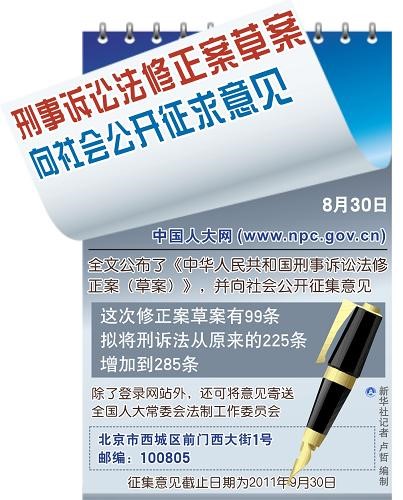 刑事诉讼法修正案草案
向社会公开征求意见
8月30日
中国人大网(www.npc.gov.cn)
全文公布了《中华人民共和国刑事诉讼法修
正案（草案）》，并向社会公开征集意见
这次修正案草案有99条
拟将刑诉法从原来的225条
增加到285条
除了登录网站外，还可将意见寄送
全国人大常委会法制工作委员会
北京市西城区前门西大街1号
邮编：100805
征集意见截止日期为2011年9月30日
新华社记者 卢哲 编制